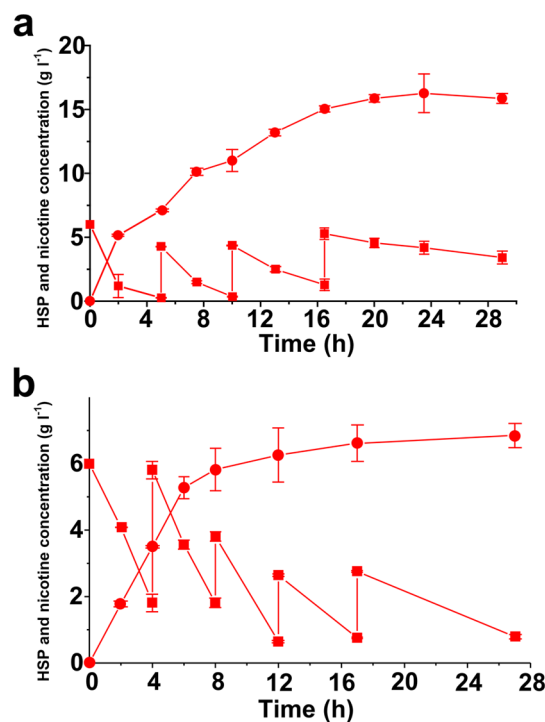 a
HSP and nicotine concentration (g l⁻¹)
20
15
10
5
0
0 4 8 12 16 20 24 28
Time (h)
b
HSP and nicotine concentration (g l⁻¹)
6
4
2
0
0 4 8 12 16 20 24 28
Time (h)